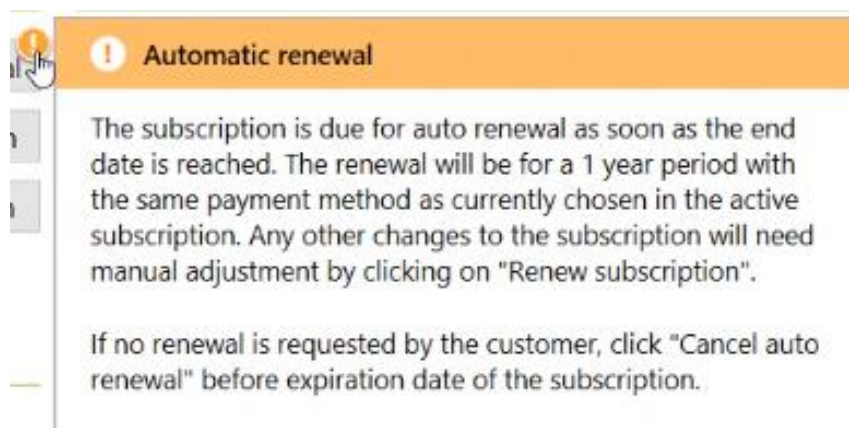 Automatic renewal
The subscription is due for auto renewal as soon as the end
date is reached. The renewal will be for a 1 year period with
the same payment method as currently chosen in the active
subscription. Any other changes to the subscription will need
manual adjustment by clicking on "Renew subscription".
If no renewal is requested by the customer, click "Cancel auto
renewal" before expiration date of the subscription.